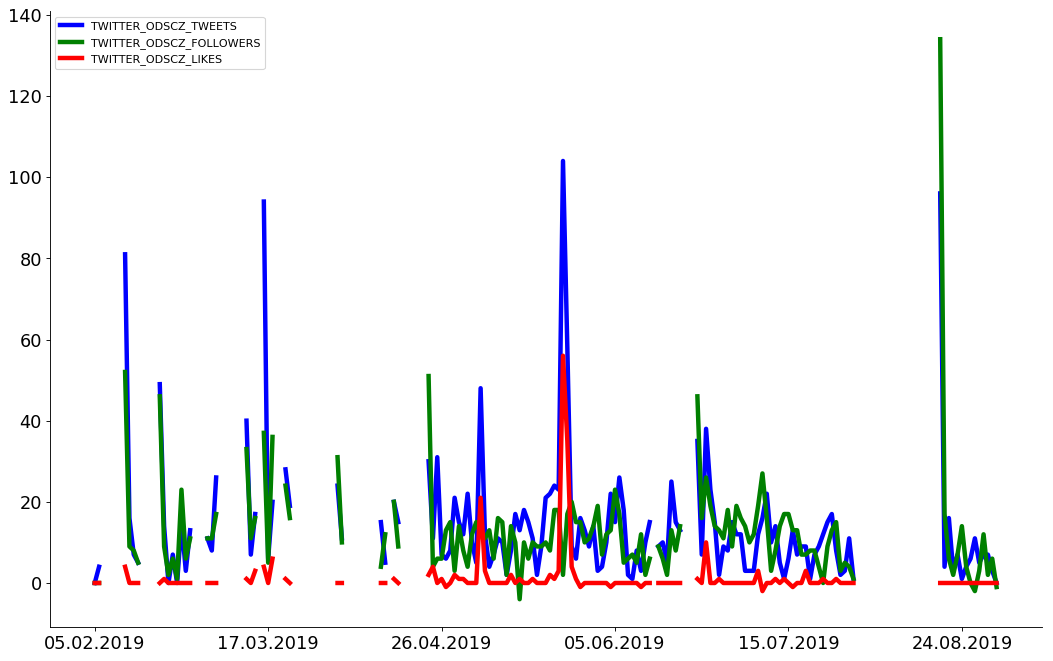 140
120
100
80
60
40
20
0
TWITTER_ODSCZ_TWEETS
TWITTER_ODSCZ_FOLLOWERS
TWITTER_ODSCZ_LIKES
05.02.2019 17.03.2019 26.04.2019 05.06.2019 15.07.2019 24.08.2019